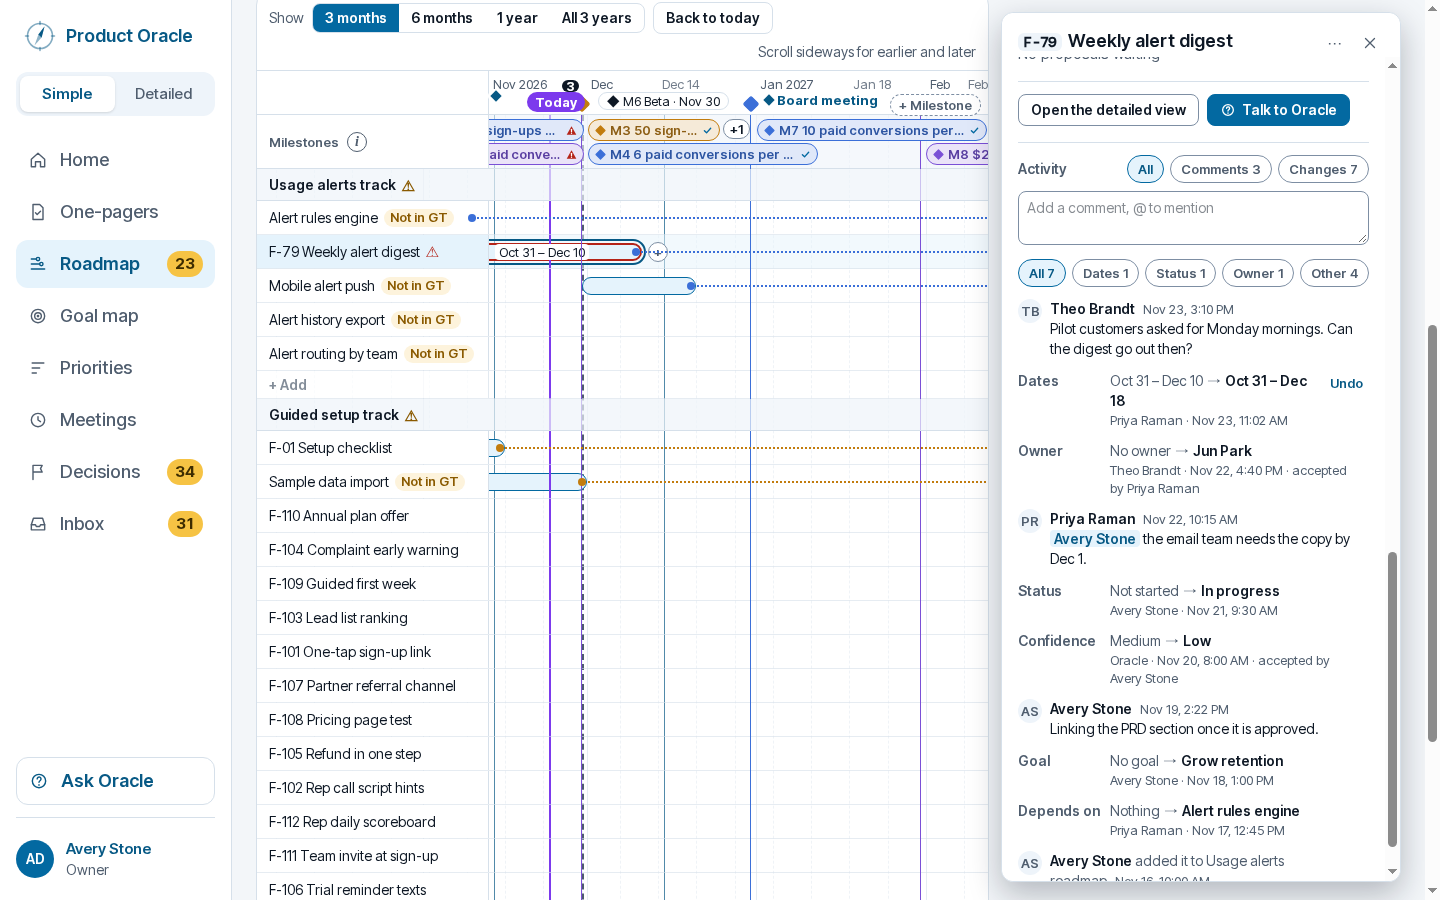 Product Oracle
Simple
Detailed
Home
One-pagers
Roadmap 23
Goal map
Priorities
Meetings
Decisions 34
Inbox 31
Ask Oracle
AD
Avery Stone
Owner
Show
3 months
6 months
1 year
All 3 years
Back to today
Scroll sideways for earlier and later
Nov 2026
3
Dec
Dec 14
Jan 2027
Jan 18
Feb
Feb
Today
M6 Beta · Nov 30
Board meeting
+ Milestone
Milestones i
sign-ups ...
M3 50 sign-...
+1
M7 10 paid conversions per...
aid conve...
M4 6 paid conversions per ...
M8 $2
Usage alerts track
Alert rules engine Not in GT
F-79 Weekly alert digest
Oct 31 – Dec 10
Mobile alert push Not in GT
Alert history export Not in GT
Alert routing by team Not in GT
+ Add
Guided setup track
F-01 Setup checklist
Sample data import Not in GT
F-110 Annual plan offer
F-104 Complaint early warning
F-109 Guided first week
F-103 Lead list ranking
F-101 One-tap sign-up link
F-107 Partner referral channel
F-108 Pricing page test
F-105 Refund in one step
F-102 Rep call script hints
F-112 Rep daily scoreboard
F-111 Team invite at sign-up
F-106 Trial reminder texts
F-79 Weekly alert digest
No proposals waiting
Open the detailed view
Talk to Oracle
Activity
All
Comments 3
Changes 7
Add a comment, @ to mention
All 7
Dates 1
Status 1
Owner 1
Other 4
TB
Theo Brandt Nov 23, 3:10 PM
Pilot customers asked for Monday mornings. Can
the digest go out then?
Dates
Oct 31 – Dec 10 → Oct 31 – Dec
18
Undo
Priya Raman · Nov 23, 11:02 AM
Owner
No owner → Jun Park
Theo Brandt · Nov 22, 4:40 PM · accepted
by Priya Raman
PR
Priya Raman Nov 22, 10:15 AM
Avery Stone the email team needs the copy by
Dec 1.
Status
Not started → In progress
Avery Stone · Nov 21, 9:30 AM
Confidence
Medium → Low
Oracle · Nov 20, 8:00 AM · accepted by
Avery Stone
AS
Avery Stone Nov 19, 2:22 PM
Linking the PRD section once it is approved.
Goal
No goal → Grow retention
Avery Stone · Nov 18, 1:00 PM
Depends on
Nothing → Alert rules engine
Priya Raman · Nov 17, 12:45 PM
AS
Avery Stone added it to Usage alerts
roadmap Nov 16, 10:00 AM